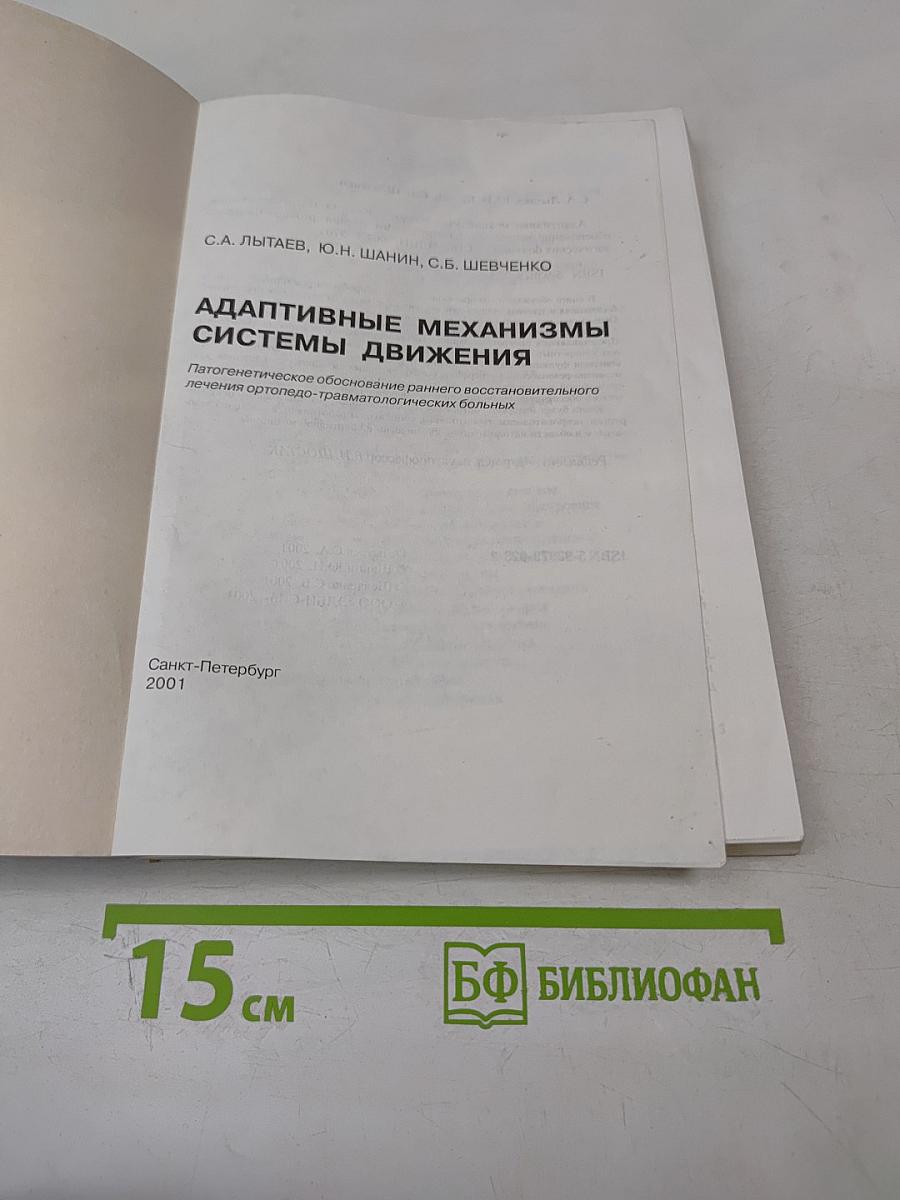 С.А. ЛЫТАЕВ, Ю.Н. ШАНИН, С.Б. ШЕВЧЕНКО
АДАПТИВНЫЕ МЕХАНИЗМЫ
СИСТЕМЫ ДВИЖЕНИЯ
Патогенетическое обоснование раннего восстановительного
лечения ортопедо-травматологических больных
Санкт-Петербург
2001
15 см
БФ БИБЛИОФАН